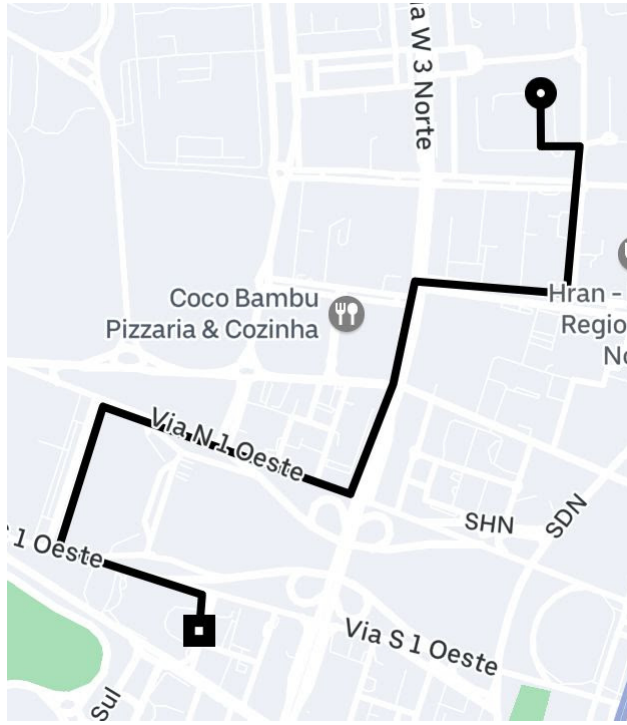 a W 3 Norte
Coco Bambu
Pizzaria & Cozinha
Hran -
Regio
No
Via N 1 Oeste
SHN
SDN
1 Oeste
Via S 1 Oeste
Sul